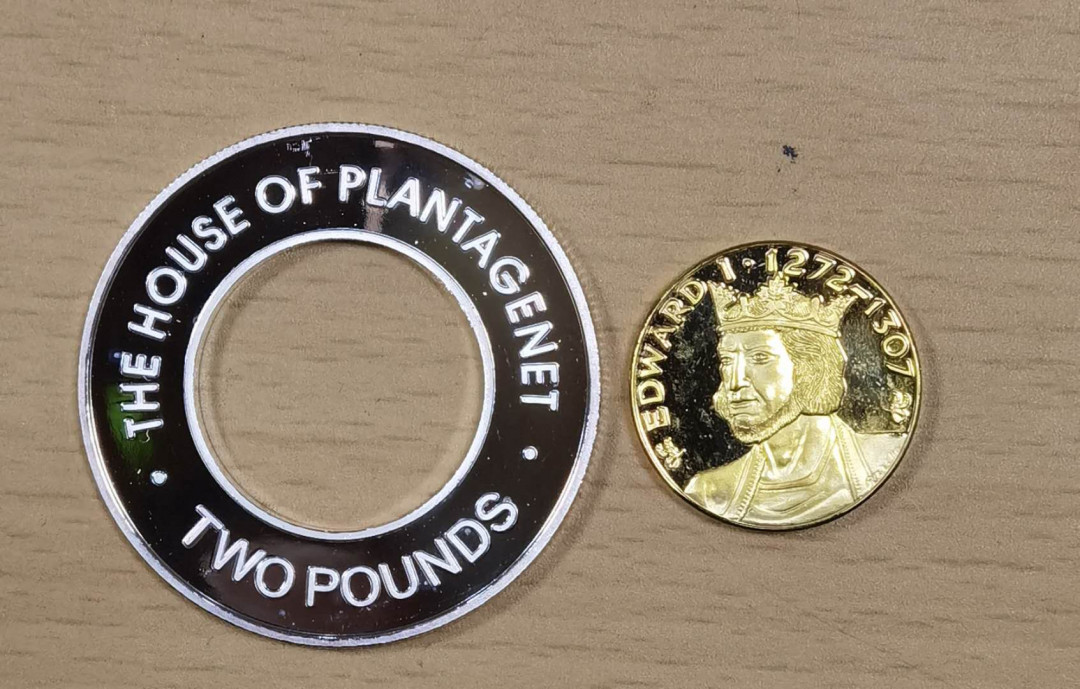 THE HOUSE OF PLANTAGENET
· TWO POUNDS ·
EDWARD I · 1272–1307